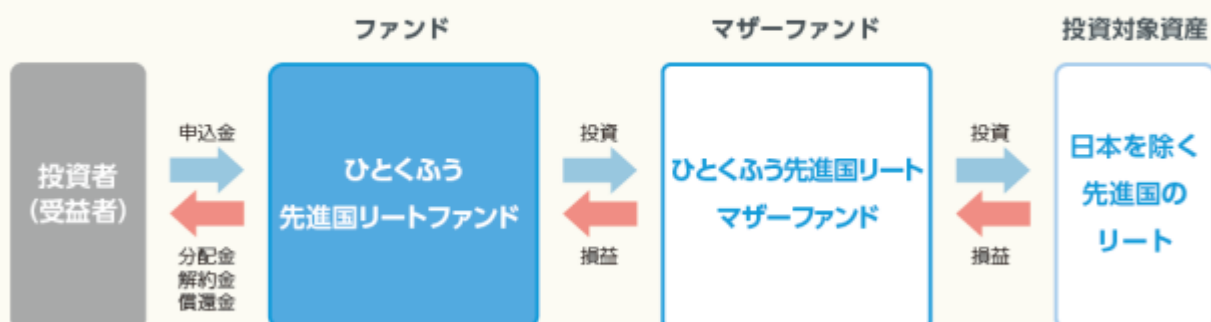 ファンド
マザーファンド
投資対象資産
投資者
(受益者)
申込金
分配金
解約金
償還金
ひとくふう
先進国リートファンド
投資
損益
ひとくふう先進国リート
マザーファンド
投資
損益
日本を除く
先進国の
リート